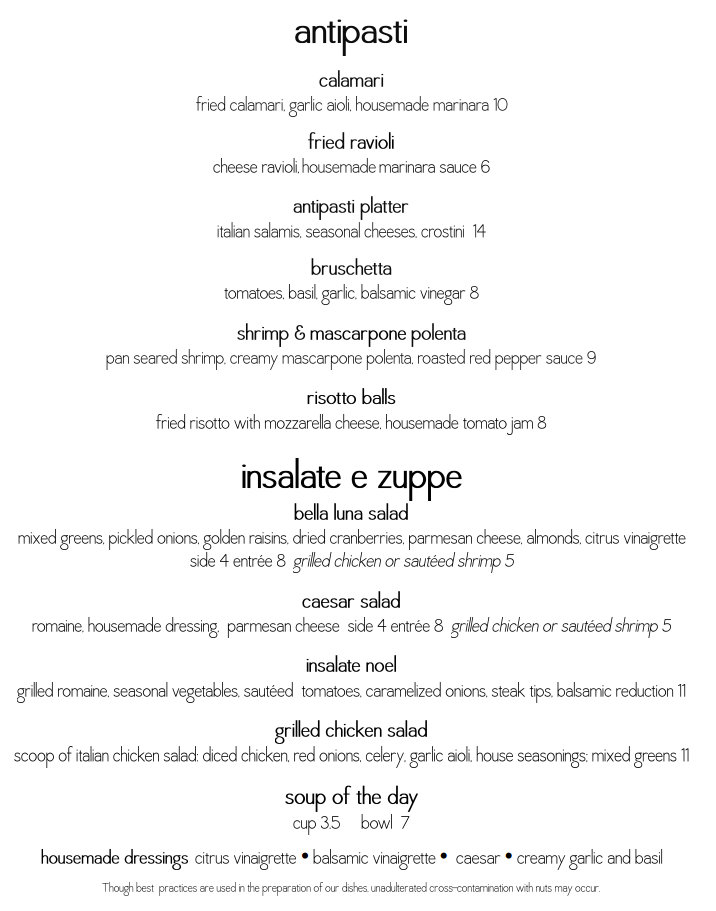 antipasti
calamari
fried calamari, garlic aioli, housemade marinara 10
fried ravioli
cheese ravioli, housemade marinara sauce 6
antipasti platter
italian salamis, seasonal cheeses, crostini 14
bruschetta
tomatoes, basil, garlic, balsamic vinegar 8
shrimp & mascarpone polenta
pan seared shrimp, creamy mascarpone polenta, roasted red pepper sauce 9
risotto balls
fried risotto with mozzarella cheese, housemade tomato jam 8
insalate e zuppe
bella luna salad
mixed greens, pickled onions, golden raisins, dried cranberries, parmesan cheese, almonds, citrus vinaigrette
side 4 entrée 8 grilled chicken or sautéed shrimp 5
caesar salad
romaine, housemade dressing, parmesan cheese side 4 entrée 8 grilled chicken or sautéed shrimp 5
insalate noel
grilled romaine, seasonal vegetables, sautéed tomatoes, caramelized onions, steak tips, balsamic reduction 11
grilled chicken salad
scoop of italian chicken salad: diced chicken, red onions, celery, garlic aioli, house seasonings; mixed greens 11
soup of the day
cup 3.5 bowl 7
housemade dressings citrus vinaigrette • balsamic vinaigrette • caesar • creamy garlic and basil
Though best practices are used in the preparation of our dishes, unadulterated cross-contamination with nuts may occur.